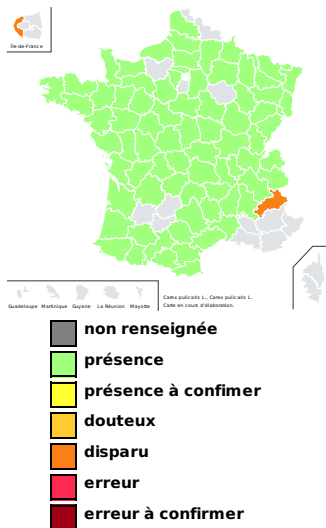 Île-de-France
Guadeloupe Martinique Guyane La Réunion Mayotte
Carex pulicaris L., Carex pulicaris L.
Carte en cours d'élaboration.
non renseignée
présence
présence à confimer
douteux
disparu
erreur
erreur à confirmer